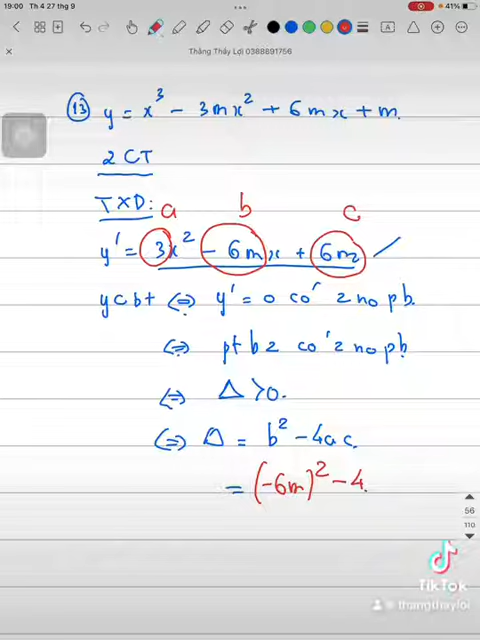 19:00 Th 4 27 thg 9
41%
Thăng Thầy Lợi 0388891756
13 y = x³ - 3mx² + 6mx + m.
2 CT
TXD:
a b c
y' = 3x² - 6mx + 6m
ycbt ⇔ y' = 0 có 2 no pb.
⇔ pt b2 có 2 no pb.
⇔ Δ > 0.
⇔ Δ = b² - 4ac.
= (-6m)² - 4.
56
110
TikTok
@thangthayloi